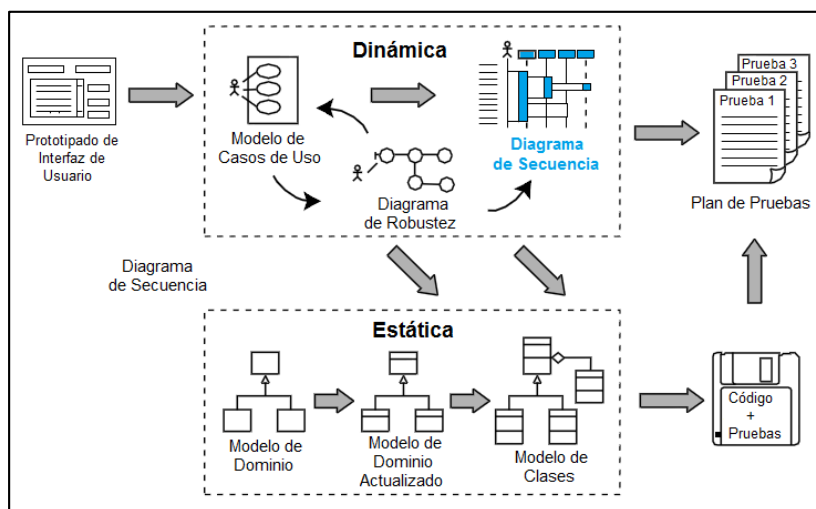 Dinámica
Prueba 3
Prueba 2
Prueba 1
Prototipado de
Interfaz de
Usuario
Modelo de
Casos de Uso
Diagrama
de Secuencia
Diagrama
de Robustez
Plan de Pruebas
Diagrama
de Secuencia
Estática
Código
+
Pruebas
Modelo de
Dominio
Modelo de
Dominio
Actualizado
Modelo de
Clases